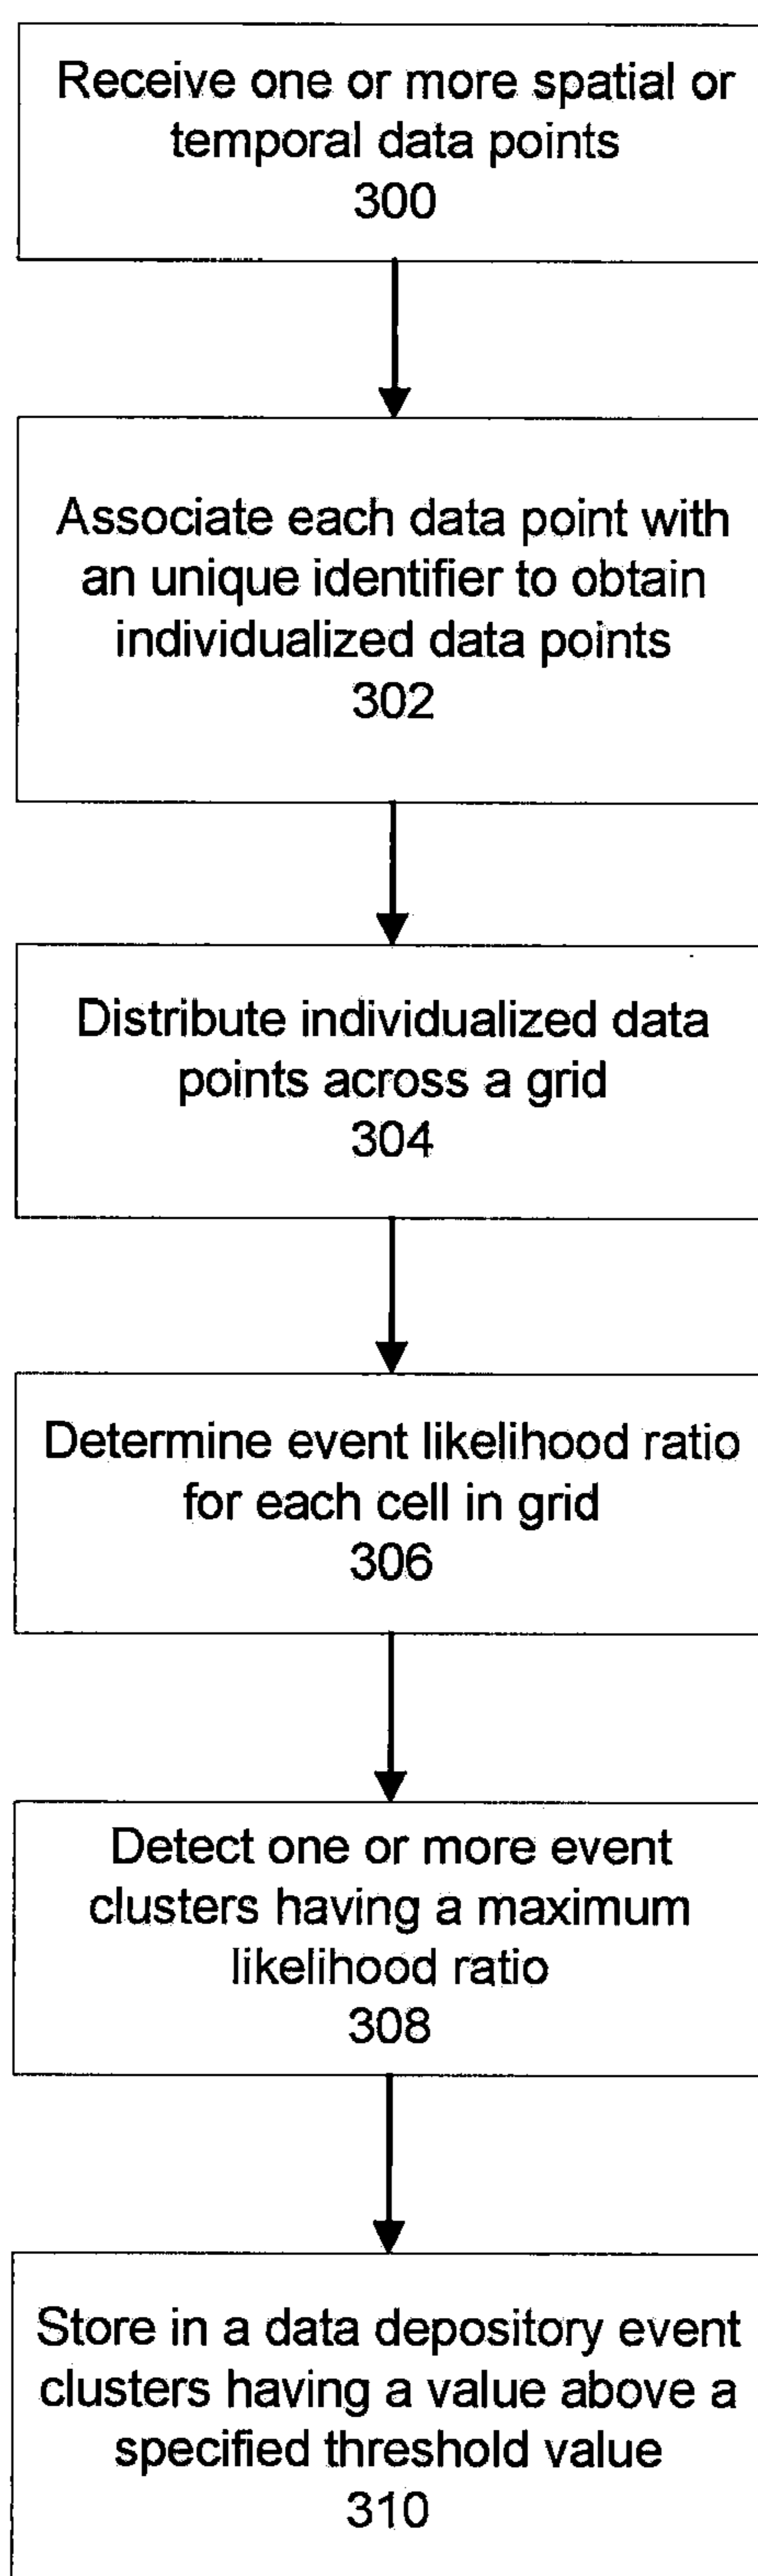 Receive one or more spatial or
temporal data points
300
Associate each data point with
an unique identifier to obtain
individualized data points
302
Distribute individualized data
points across a grid
304
Determine event likelihood ratio
for each cell in grid
306
Detect one or more event
clusters having a maximum
likelihood ratio
308
Store in a data depository event
clusters having a value above a
specified threshold value
310